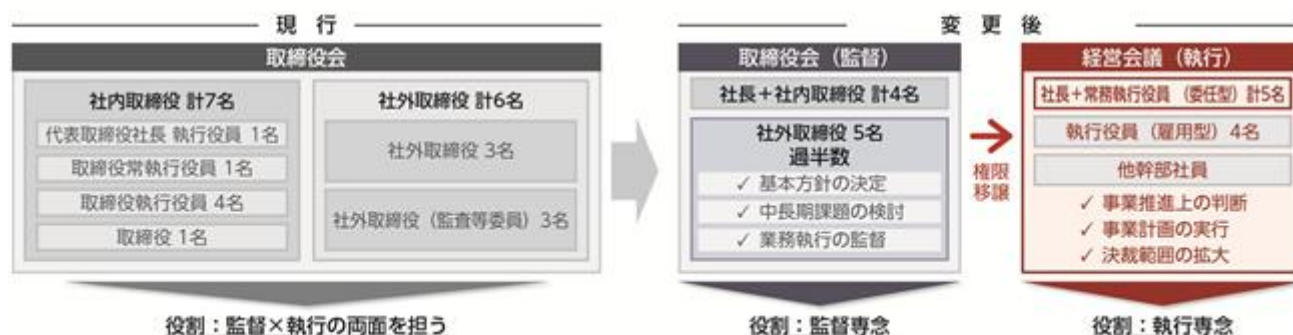 現 行
取締役会
社内取締役 計7名
代表取締役社長 執行役員 1名
取締役常執行役員 1名
取締役執行役員 4名
取締役 1名
社外取締役 計6名
社外取締役 3名
社外取締役（監査等委員）3名
役割：監督×執行の両面を担う
変 更 後
取締役会（監督）
社長＋社内取締役 計4名
社外取締役 5名
過半数
✓ 基本方針の決定
✓ 中長期課題の検討
✓ 業務執行の監督
役割：監督専念
権限
移譲
経営会議（執行）
社長＋常務執行役員 （委任型）計5名
執行役員（雇用型）4名
他幹部社員
✓ 事業推進上の判断
✓ 事業計画の実行
✓ 決裁範囲の拡大
役割：執行専念